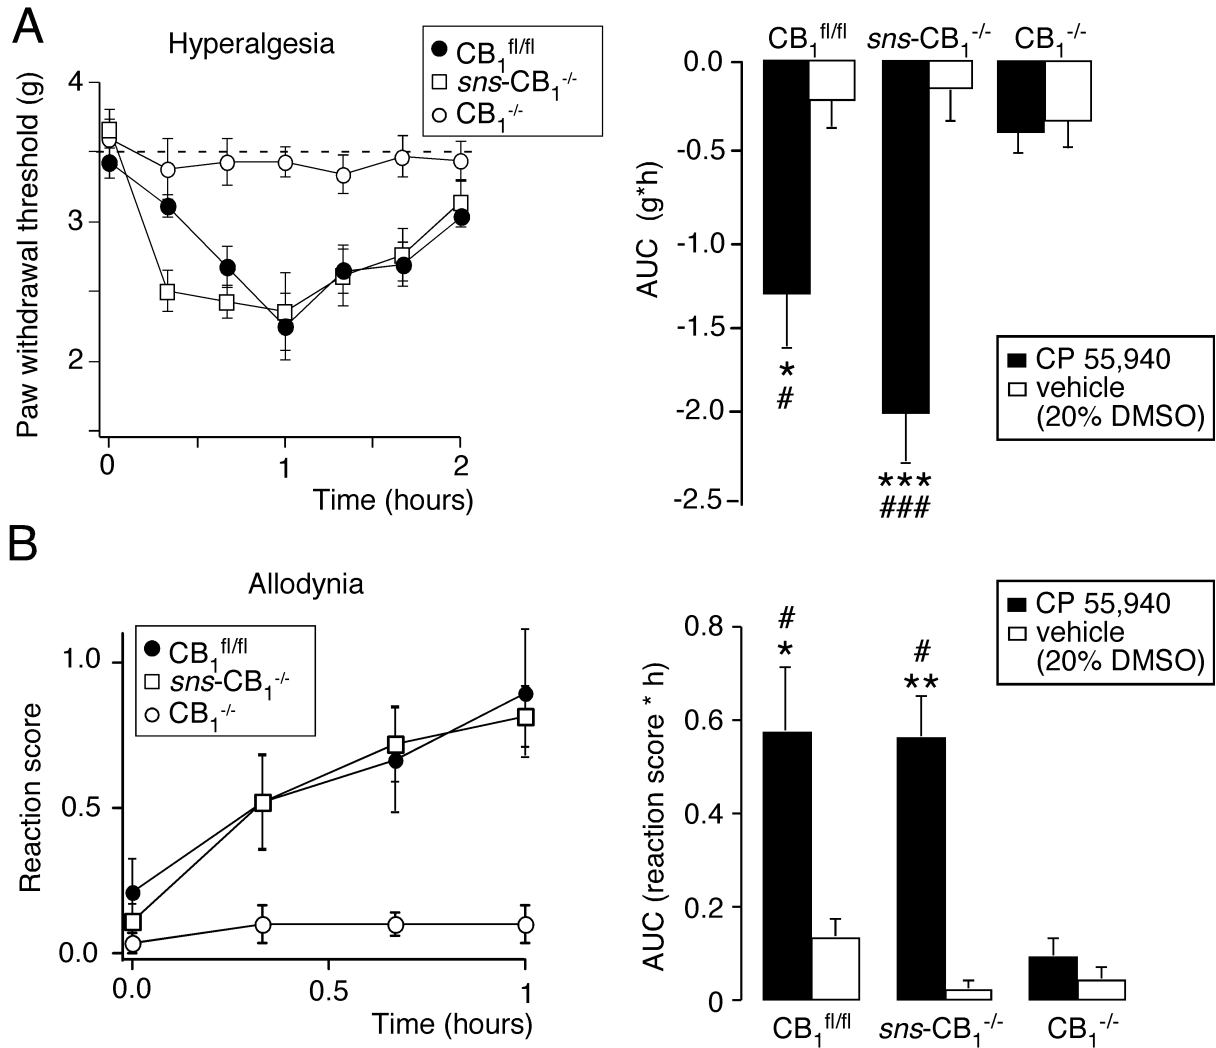 A
Hyperalgesia
CB1fl/fl
sns-CB1-/-
CB1-/-
Paw withdrawal threshold (g)
4
3
2
0
1
2
Time (hours)
CB1fl/fl
sns-CB1-/-
CB1-/-
AUC (g*h)
0.0
-0.5
-1.0
-1.5
-2.0
-2.5
*
#
***
###
CP 55,940
vehicle
(20% DMSO)
B
Allodynia
CB1fl/fl
sns-CB1-/-
CB1-/-
Reaction score
1.0
0.5
0.0
0.0
0.5
1
Time (hours)
CP 55,940
vehicle
(20% DMSO)
AUC (reaction score * h)
0.8
0.6
0.4
0.2
0
#
*
#
**
CB1fl/fl
sns-CB1-/-
CB1-/-